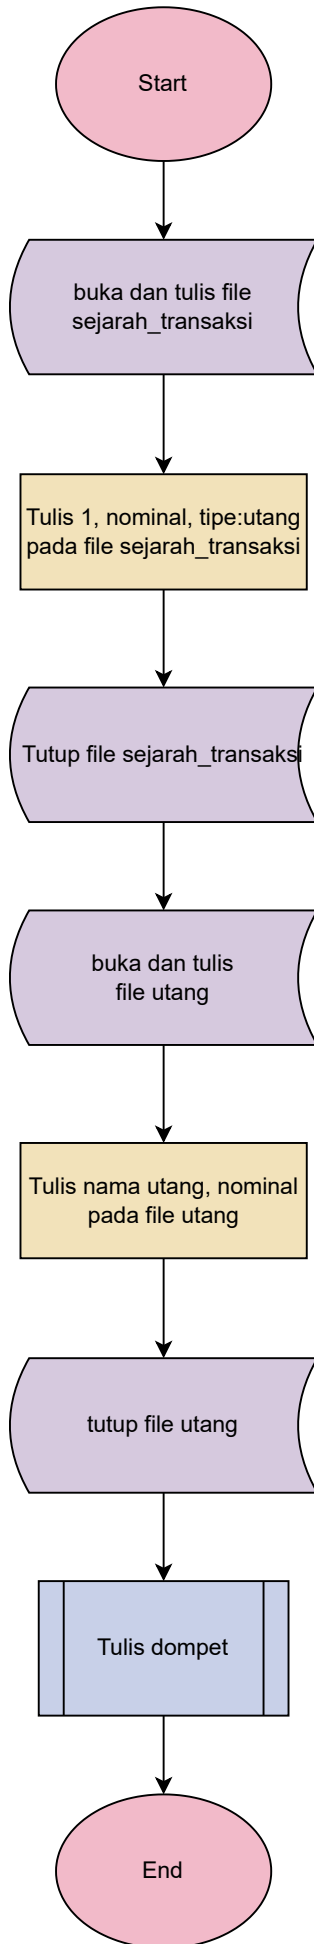 Start
buka dan tulis file
sejarah_transaksi
Tulis 1, nominal, tipe:utang
pada file sejarah_transaksi
Tutup file sejarah_transaksi
buka dan tulis
file utang
Tulis nama utang, nominal
pada file utang
tutup file utang
Tulis dompet
End